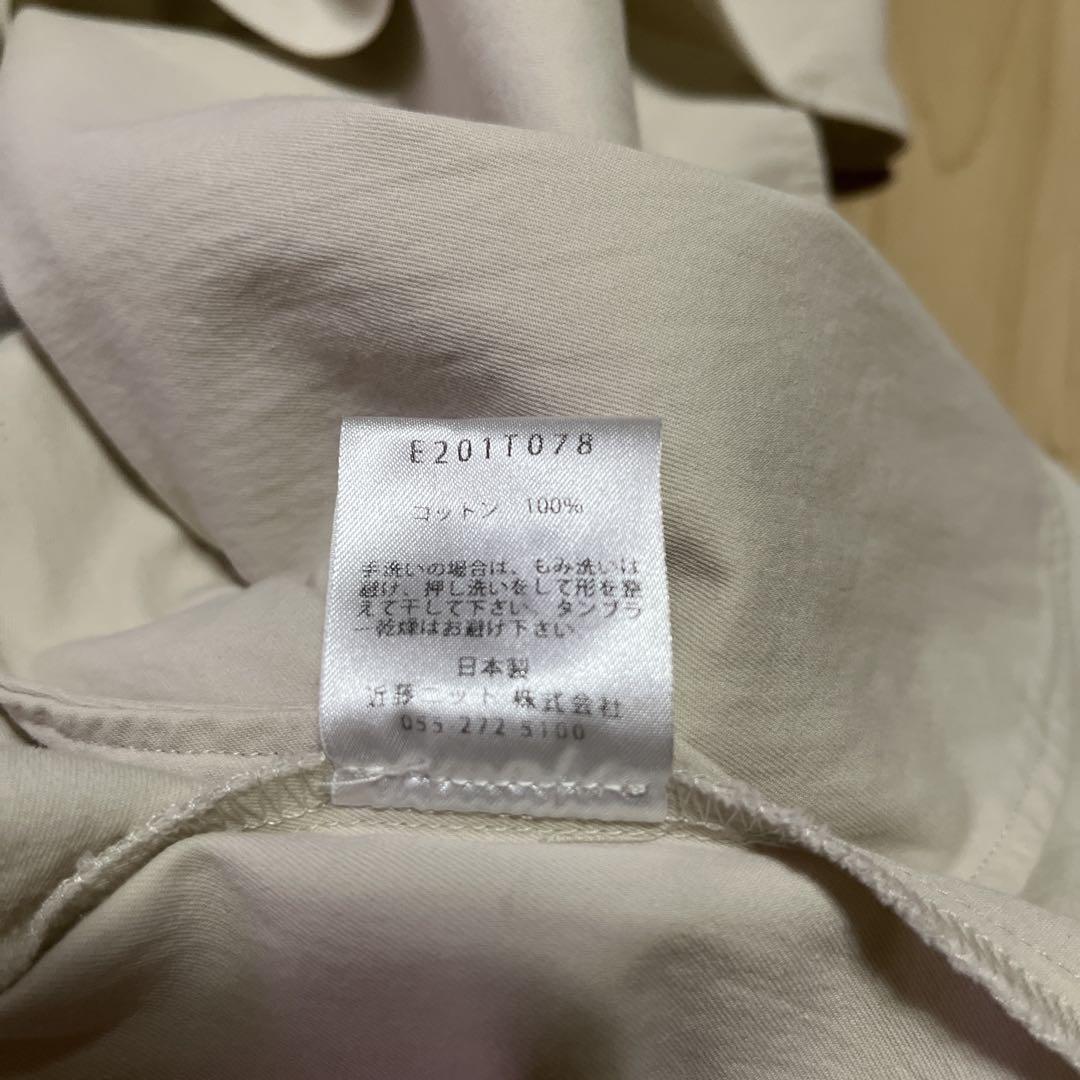 E201T078
コットン 100%
手洗いの場合は、もみ洗いは
避け、押し洗いをして形を整
えて干して下さい。タンブラ
ー乾燥はお避け下さい。
日本製
近藤ニット 株式会社
055 272 5100